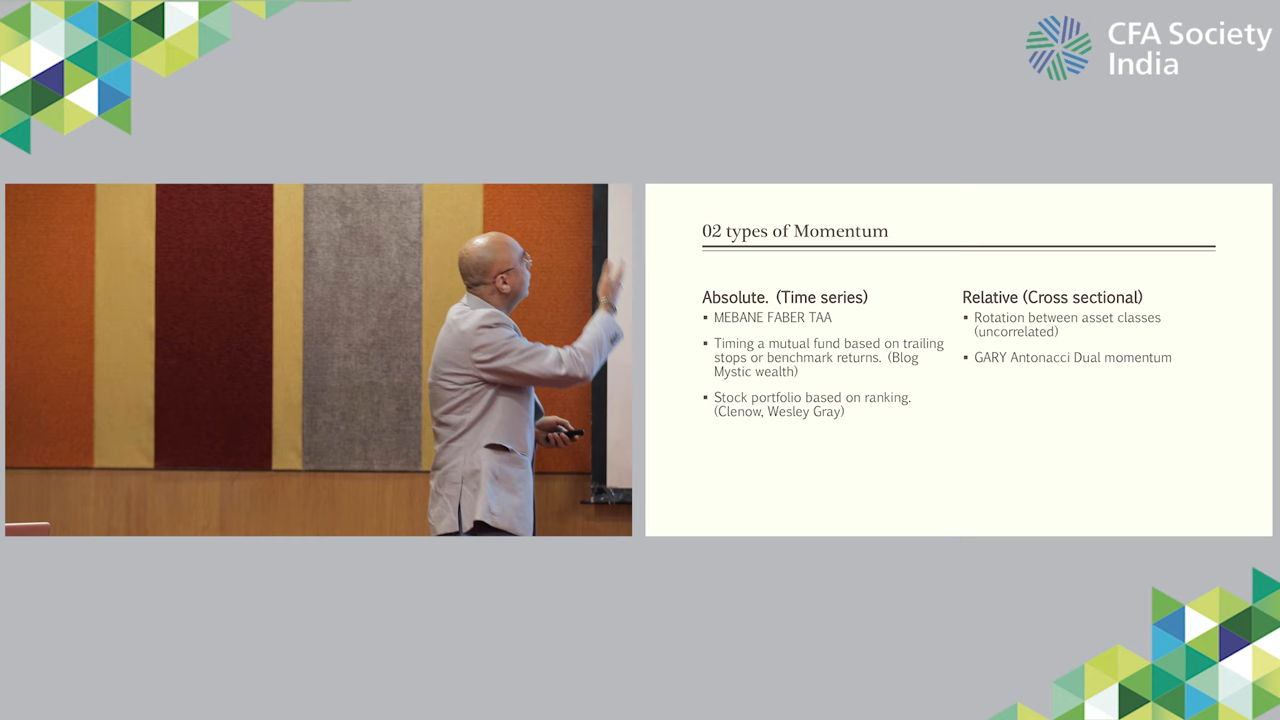 CFA Society
India
02 types of Momentum
Absolute. (Time series)
▪ MEBANE FABER TAA
▪ Timing a mutual fund based on trailing
stops or benchmark returns. (Blog
Mystic wealth)
▪ Stock portfolio based on ranking.
(Clenow, Wesley Gray)
Relative (Cross sectional)
▪ Rotation between asset classes
(uncorrelated)
▪ GARY Antonacci Dual momentum